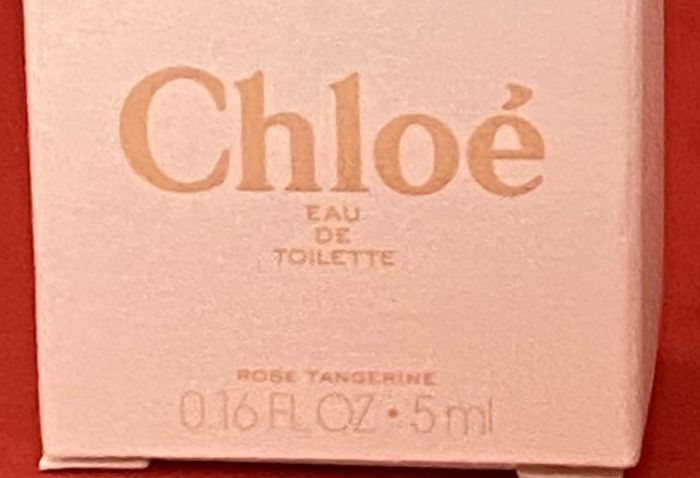 Chloé
EAU
DE
TOILETTE
ROSE TANGERINE
0.16 FL OZ • 5 ml